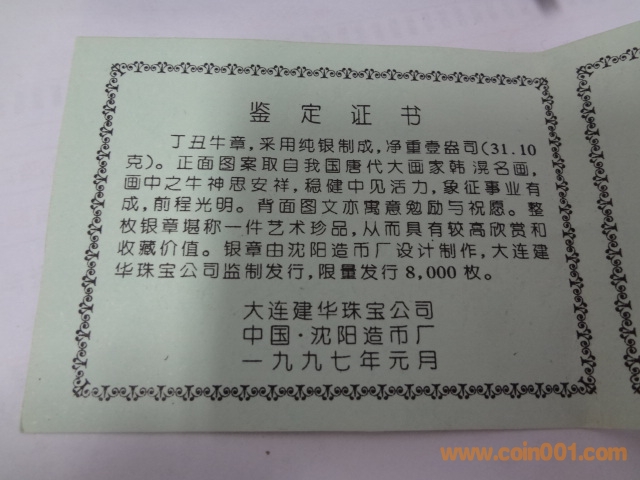 鉴定证书
丁丑牛章,采用纯银制成,净重壹盎司(31.10
克)。正面图案取自我国唐代大画家韩滉名画,
画中之牛神思安祥,稳健中见活力,象征事业有
成,前程光明。背面图文亦寓意勉励与祝愿。整
枚银章堪称一件艺术珍品,从而具有较高欣赏和
收藏价值。银章由沈阳造币厂设计制作,大连建
华珠宝公司监制发行,限量发行8,000枚。
大连建华珠宝公司
中国·沈阳造币厂
一九九七年元月
www.coin001.com